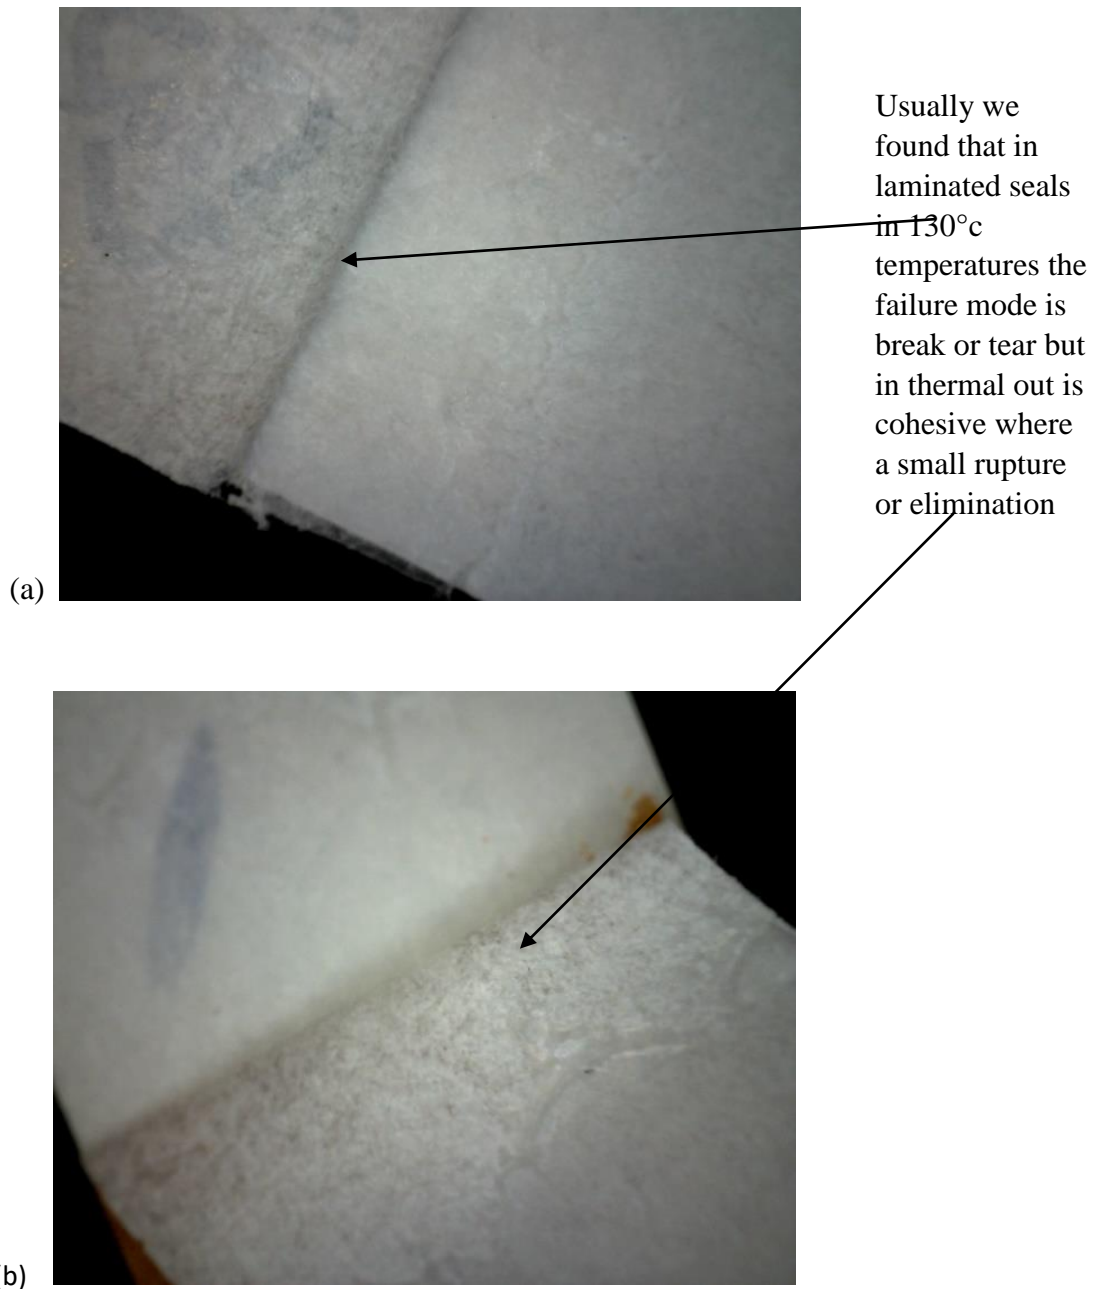 Usually we
found that in
laminated seals
in 130°c
temperatures the
failure mode is
break or tear but
in thermal out is
cohesive where
a small rupture
or elimination
(a)
b)